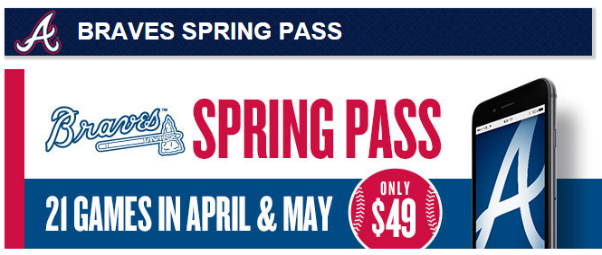 A BRAVES SPRING PASS
Braves SPRING PASS
21 GAMES IN APRIL & MAY
ONLY
$49
A